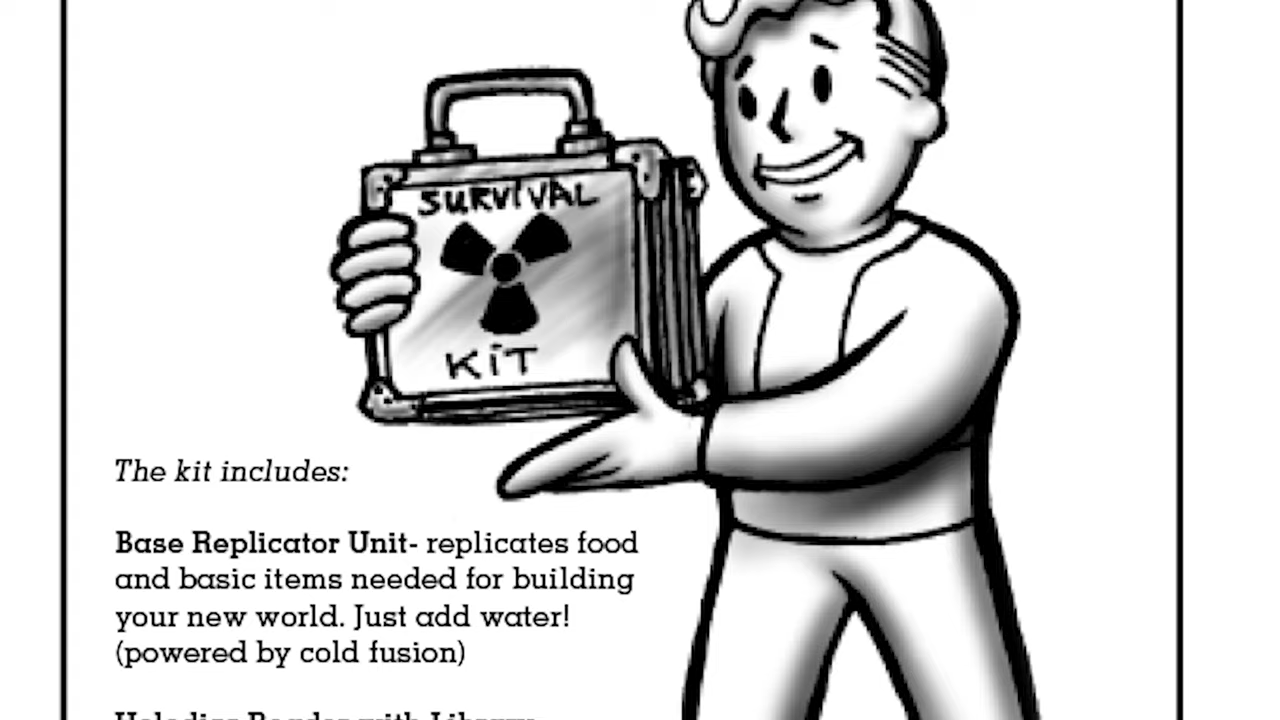 SURVIVAL
KiT
The kit includes:
Base Replicator Unit- replicates food
and basic items needed for building
your new world. Just add water!
(powered by cold fusion)